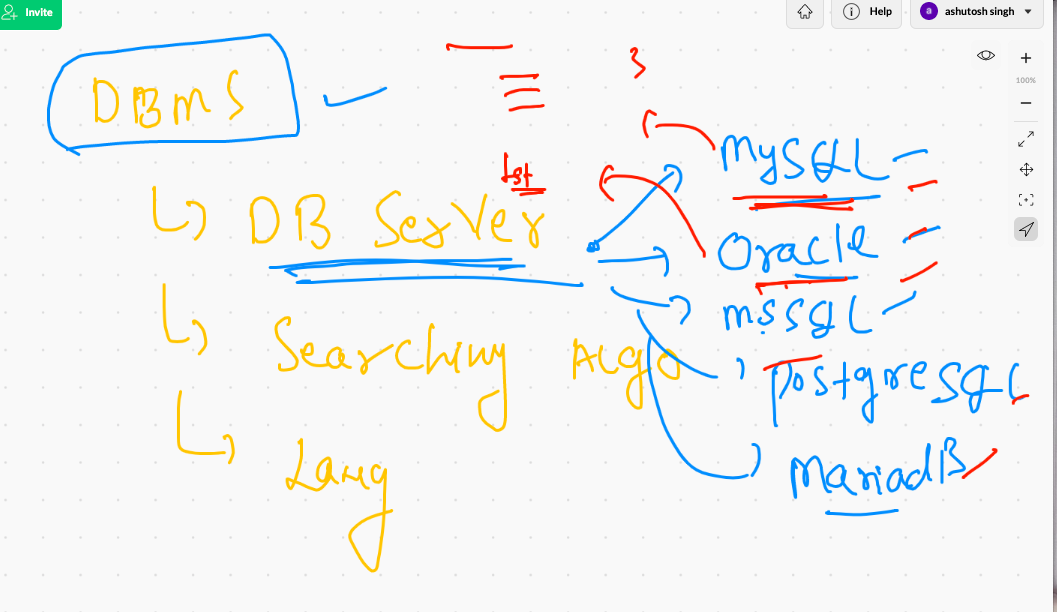 Invite
Help
ashutosh singh
100%
DBMS
3
MySQL
1st
DB Server
Oracle
MSSQL
Searching Algo
PostgreSQL
MariadB
Lang